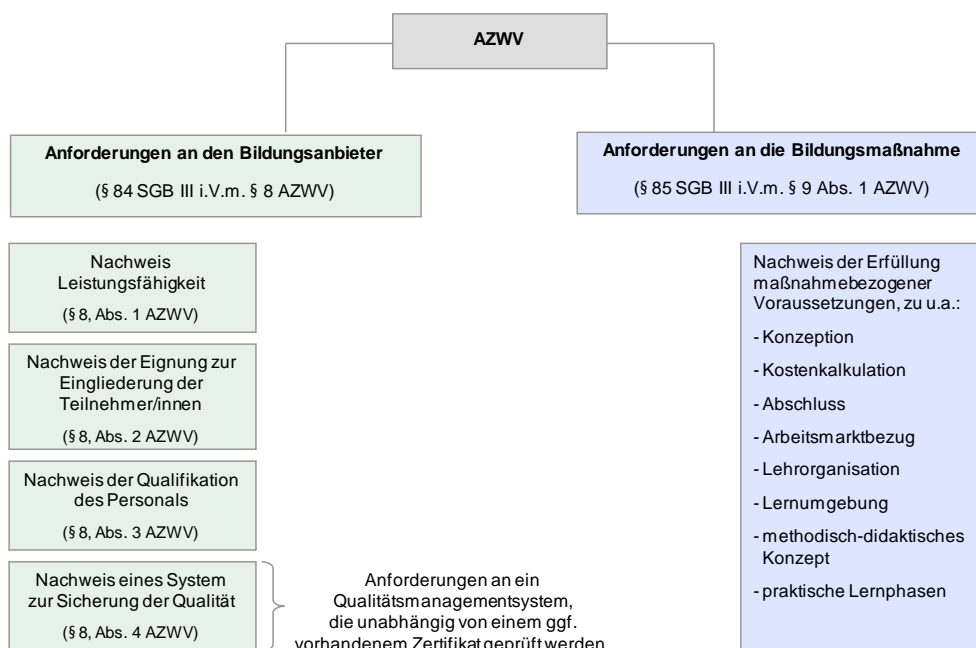 AZWV
Anforderungen an den Bildungsanbieter
(§ 84 SGB III i.V.m. § 8 AZWV)
Anforderungen an die Bildungsmaßnahme
(§ 85 SGB III i.V.m. § 9 Abs. 1 AZWV)
Nachweis
Leistungsfähigkeit
(§ 8, Abs. 1 AZWV)
Nachweis der Eignung zur
Eingliederung der
Teilnehmer/innen
(§ 8, Abs. 2 AZWV)
Nachweis der Qualifikation
des Personals
(§ 8, Abs. 3 AZWV)
Nachweis eines System
zur Sicherung der Qualität
(§ 8, Abs. 4 AZWV)
Anforderungen an ein
Qualitätsmanagementsystem,
die unabhängig von einem ggf.
vorhandenem Zertifikat geprüft werden
Nachweis der Erfüllung
maßnahmebezogener
Voraussetzungen, zu u.a.:
- Konzeption
- Kostenkalkulation
- Abschluss
- Arbeitsmarktbezug
- Lehrorganisation
- Lernumgebung
- methodisch-didaktisches
Konzept
- praktische Lernphasen